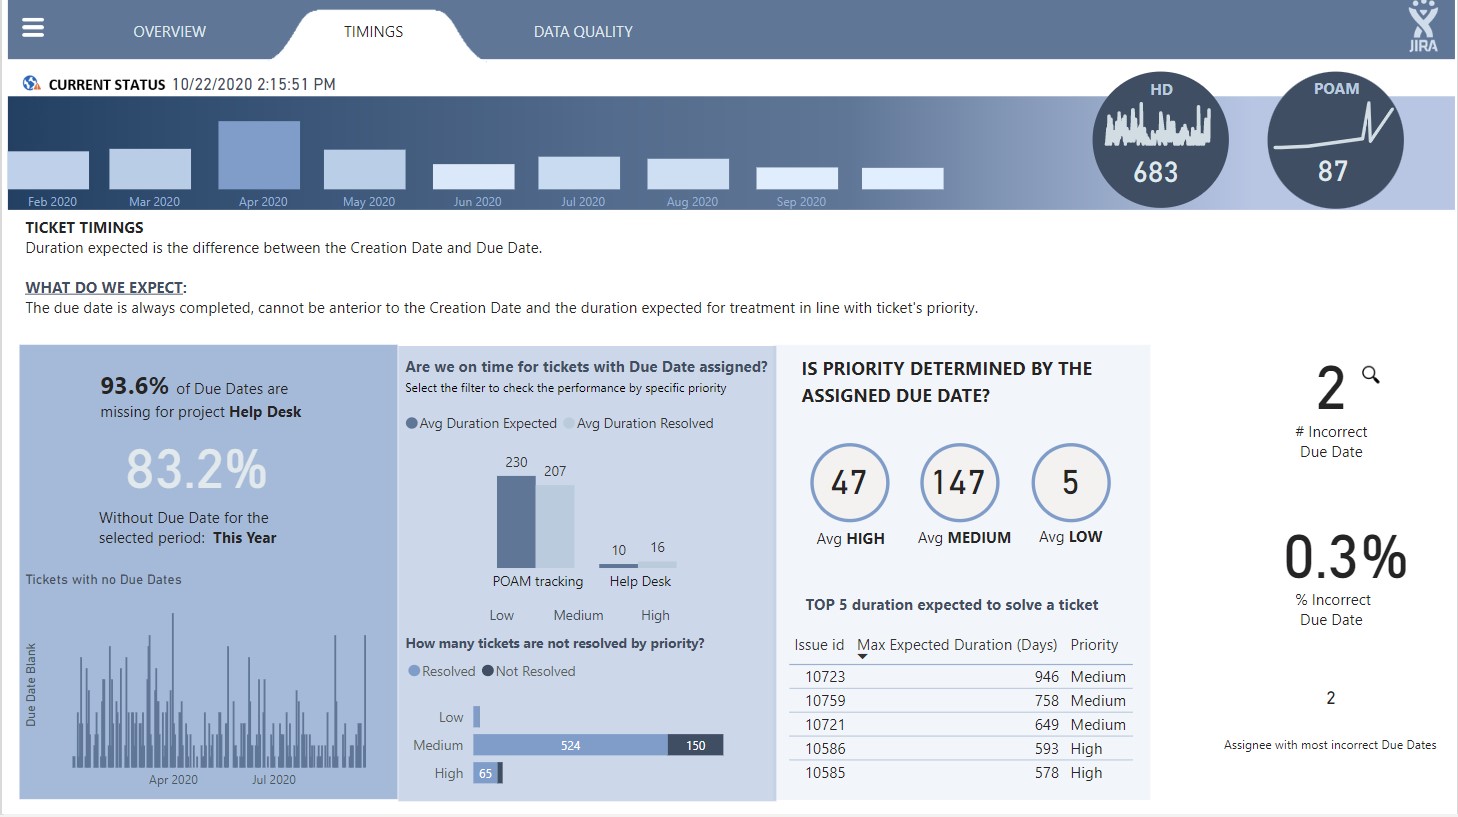 OVERVIEW
TIMINGS
DATA QUALITY
JIRA
CURRENT STATUS 10/22/2020 2:15:51 PM
HD
683
POAM
87
Feb 2020
Mar 2020
Apr 2020
May 2020
Jun 2020
Jul 2020
Aug 2020
Sep 2020
TICKET TIMINGS
Duration expected is the difference between the Creation Date and Due Date.
WHAT DO WE EXPECT:
The due date is always completed, cannot be anterior to the Creation Date and the duration expected for treatment in line with ticket's priority.
93.6% of Due Dates are
missing for project Help Desk
83.2%
Without Due Date for the
selected period: This Year
Tickets with no Due Dates
Due Date Blank
Apr 2020
Jul 2020
Are we on time for tickets with Due Date assigned?
Select the filter to check the performance by specific priority
Avg Duration Expected
Avg Duration Resolved
230
207
10
16
POAM tracking
Help Desk
Low
Medium
High
How many tickets are not resolved by priority?
Resolved
Not Resolved
Low
Medium 524 150
High 65
IS PRIORITY DETERMINED BY THE
ASSIGNED DUE DATE?
47
Avg HIGH
147
Avg MEDIUM
5
Avg LOW
TOP 5 duration expected to solve a ticket
Issue id Max Expected Duration (Days) Priority
10723 946 Medium
10759 758 Medium
10721 649 Medium
10586 593 High
10585 578 High
2
# Incorrect
Due Date
0.3%
% Incorrect
Due Date
2
Assignee with most incorrect Due Dates